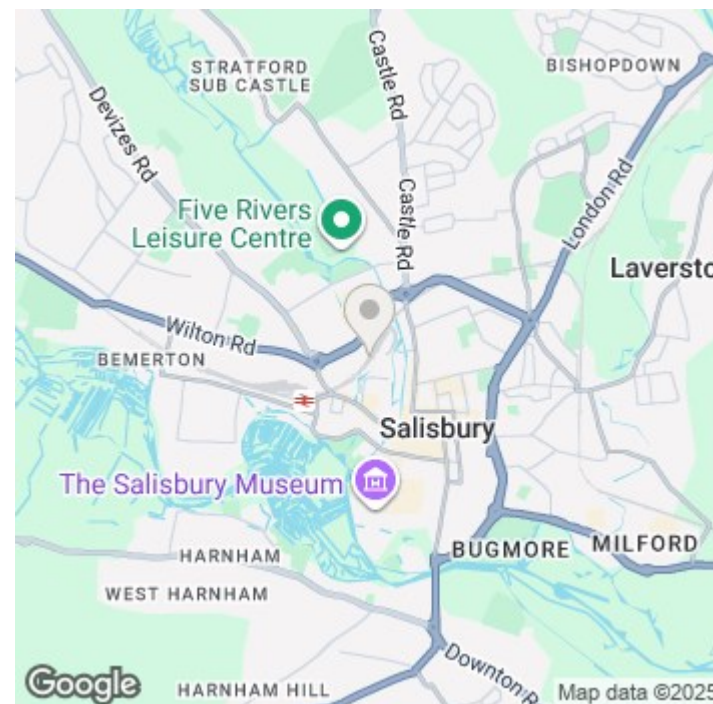 STRATFORD
SUB CASTLE
Castle Rd
BISHOPDOWN
Devizes Rd
Five Rivers
Leisure Centre
Castle Rd
London Rd
Laversto
Wilton Rd
BEMERTON
Salisbury
The Salisbury Museum
HARNHAM
BUGMORE
MILFORD
WEST HARNHAM
Downton R
HARNHAM HILL
Google
Map data ©2025